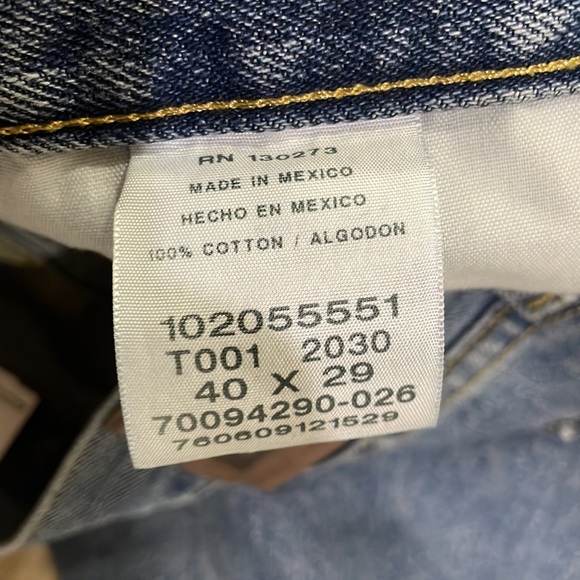 RN 130273
MADE IN MEXICO
HECHO EN MEXICO
100% COTTON / ALGODON
102055551
T001 2030
40 X 29
70094290-026
760609121529